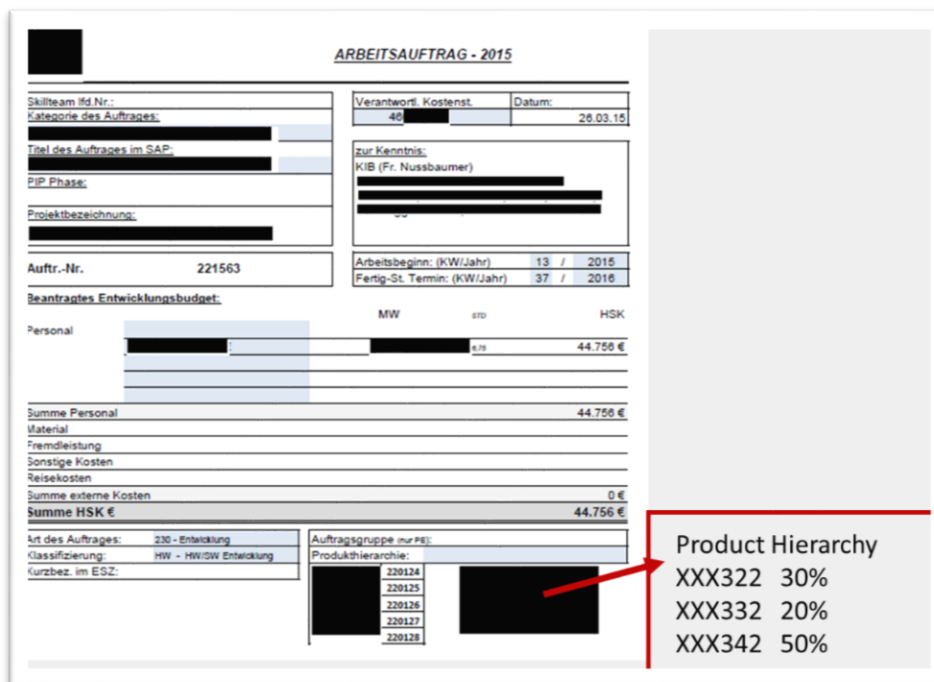 ARBEITSAUFTRAG - 2015
Skillteam lfd.Nr.:
Kategorie des Auftrages:
Titel des Auftrages im SAP:
PIP Phase:
Projektbezeichnung:
Verantwortl. Kostenst. Datum:
46 26.03.15
zur Kenntnis:
KIB (Fr. Nussbaumer)
Auftr.-Nr. 221563
Arbeitsbeginn: (KW/Jahr) 13 / 2015
Fertig-St. Termin: (KW/Jahr) 37 / 2016
Beantragtes Entwicklungsbudget:
MW STD HSK
Personal
: 6,78 44.756 €
Summe Personal 44.756 €
Material
Fremdleistung
Sonstige Kosten
Reisekosten
Summe externe Kosten 0 €
Summe HSK € 44.756 €
Art des Auftrages: 230 - Entwicklung
Klassifizierung: HW - HW/SW Entwicklung
Kurzbez. im ESZ:
Auftragsgruppe (nur PB):
Produkthierarchie:
220124
220125
220126
220127
220128
Product Hierarchy
XXX322 30%
XXX332 20%
XXX342 50%